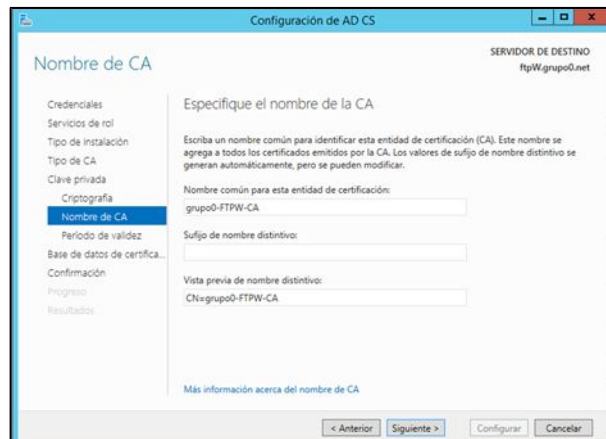 Configuración de AD CS
SERVIDOR DE DESTINO
ftpW.grupo0.net
Nombre de CA
Credenciales
Servicios de rol
Tipo de instalación
Tipo de CA
Clave privada
Criptografía
Nombre de CA
Período de validez
Base de datos de certifica...
Confirmación
Progreso
Resultados
Especifique el nombre de la CA
Escriba un nombre común para identificar esta entidad de certificación (CA). Este nombre se
agrega a todos los certificados emitidos por la CA. Los valores de sufijo de nombre distintivo se
generan automáticamente, pero se pueden modificar.
Nombre común para esta entidad de certificación:
grupo0-FTPW-CA
Sufijo de nombre distintivo:
Vista previa de nombre distintivo:
CN=grupo0-FTPW-CA
Más información acerca del nombre de CA
< Anterior Siguiente > Configurar Cancelar